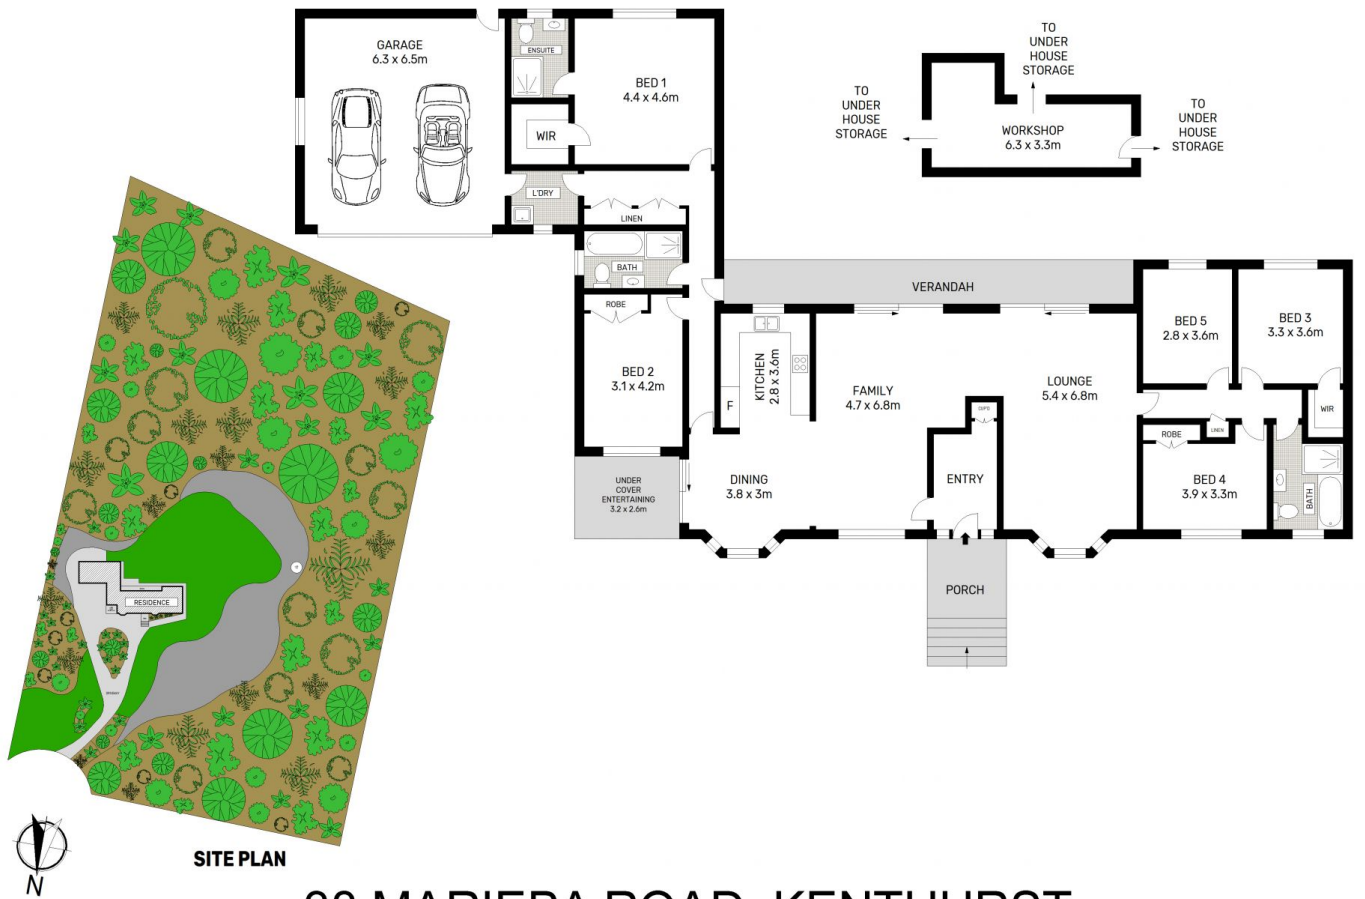 GARAGE
6.3 x 6.5m
ENSUITE
BED 1
4.4 x 4.6m
WIR
L'DRY
LINEN
BATH
ROBE
BED 2
3.1 x 4.2m
UNDER
COVER
ENTERTAINING
3.2 x 2.6m
TO
UNDER
HOUSE
STORAGE
TO
UNDER
HOUSE
STORAGE
TO
UNDER
HOUSE
STORAGE
WORKSHOP
6.3 x 3.3m
VERANDAH
KITCHEN
2.8 x 3.6m
F
FAMILY
4.7 x 6.8m
DINING
3.8 x 3m
CUP'D
ENTRY
LOUNGE
5.4 x 6.8m
PORCH
BED 5
2.8 x 3.6m
BED 3
3.3 x 3.6m
WIR
LINEN
ROBE
BED 4
3.9 x 3.3m
BATH
RESIDENCE
N
SITE PLAN
KENTHURST